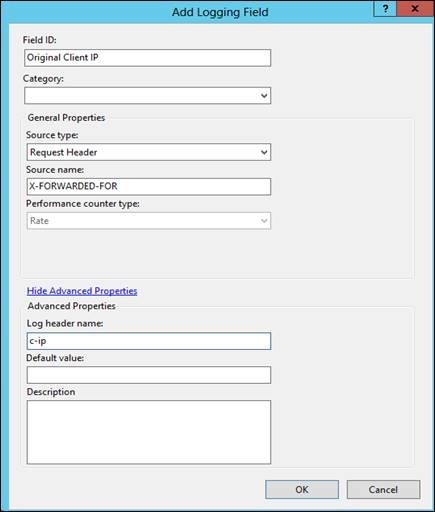 Add Logging Field
?
x
Field ID:
Original Client IP
Category:
General Properties
Source type:
Request Header
Source name:
X-FORWARDED-FOR
Performance counter type:
Rate
Hide Advanced Properties
Advanced Properties
Log header name:
c-ip
Default value:
Description
OK Cancel